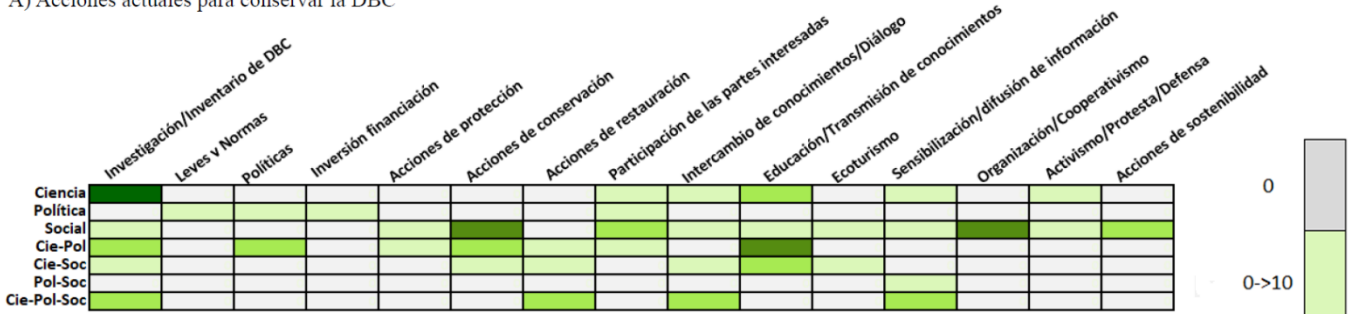 A) Acciones actuales para conservar la DBC
Investigación/Inventario de DBC
Leyes v Normas
Políticas
Inversión financiación
Acciones de protección
Acciones de conservación
Acciones de restauración
Participación de las partes interesadas
Intercambio de conocimientos/Diálogo
Educación/Transmisión de conocimientos
Ecoturismo
Sensibilización/difusión de información
Organización/Cooperativismo
Activismo/Protesta/Defensa
Acciones de sostenibilidad
Ciencia
Política
Social
Cie-Pol
Cie-Soc
Pol-Soc
Cie-Pol-Soc
0
0->10